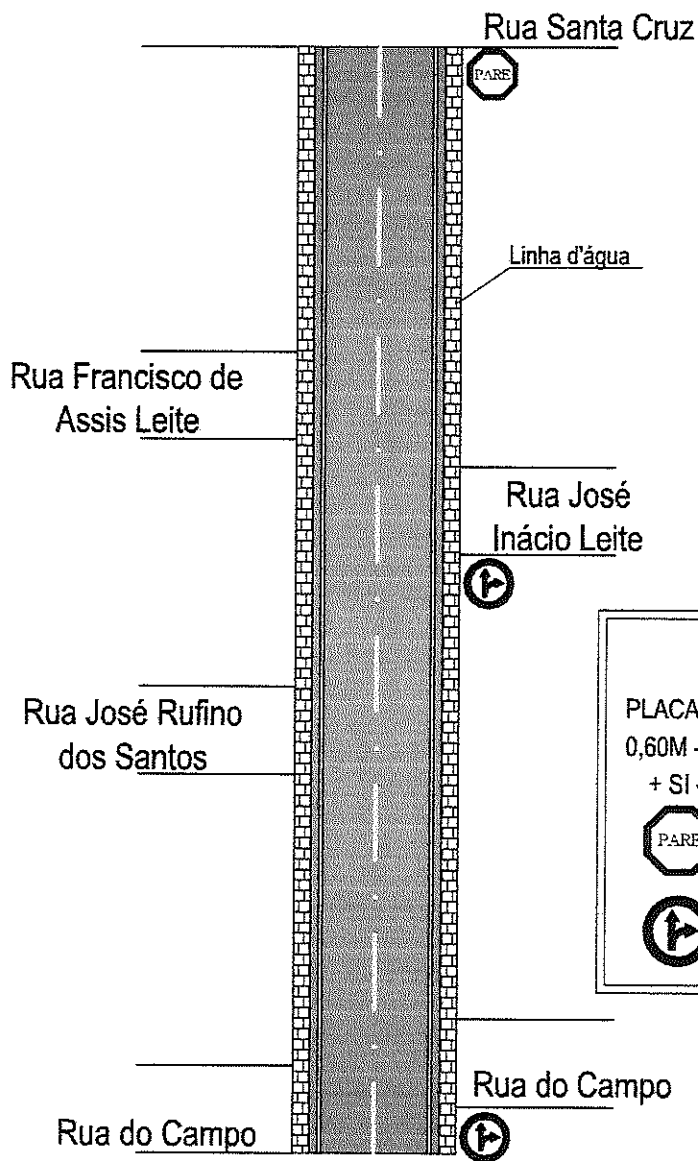 Rua Santa Cruz
PARE
Linha d'água
Rua Francisco de
Assis Leite
Rua José
Inácio Leite
Rua José Rufino
dos Santos
PLACA
0,60M -
+ SI
PARE
Rua do Campo
Rua do Campo